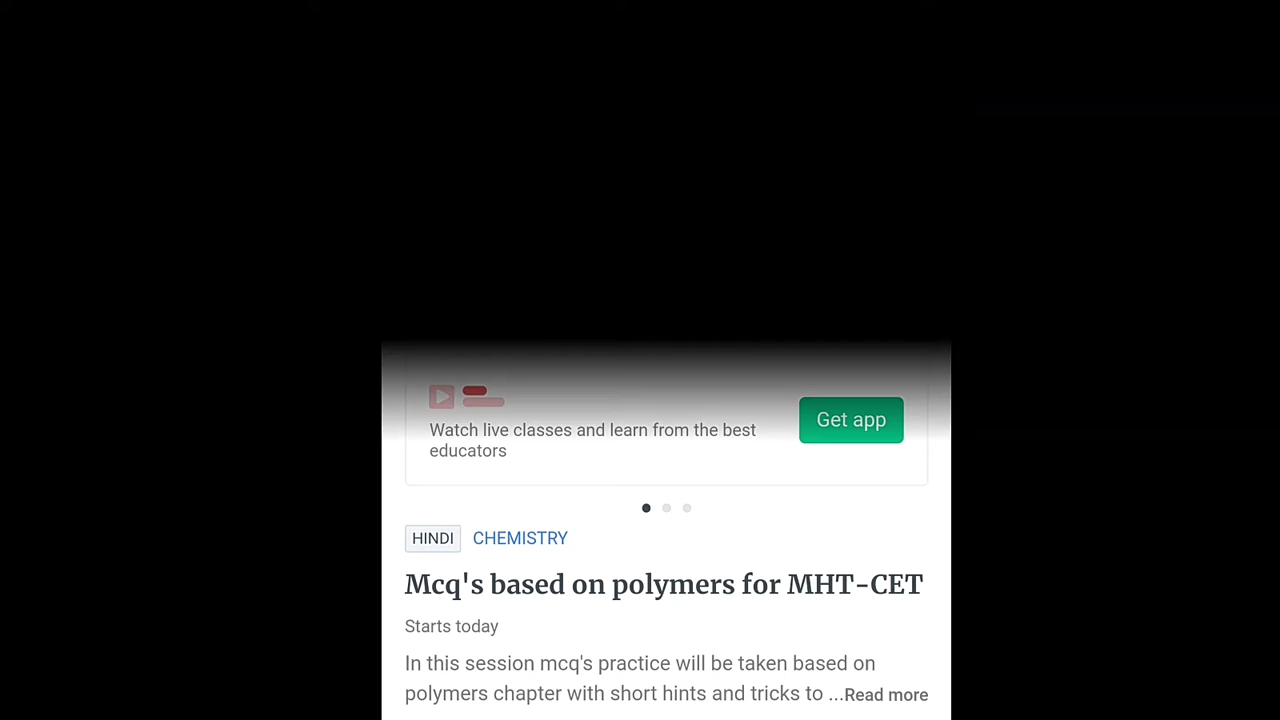 Watch live classes and learn from the best
educators
Get app
HINDI CHEMISTRY
Mcq's based on polymers for MHT-CET
Starts today
In this session mcq's practice will be taken based on
polymers chapter with short hints and tricks to ...Read more